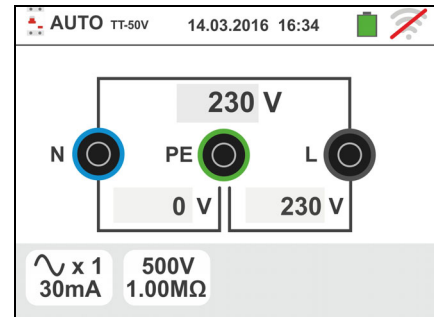 AUTO TT-50V 14.03.2016 16:34
230 V
N PE L
0 V 230 V
∿ x 1 500V
30mA 1.00MΩ